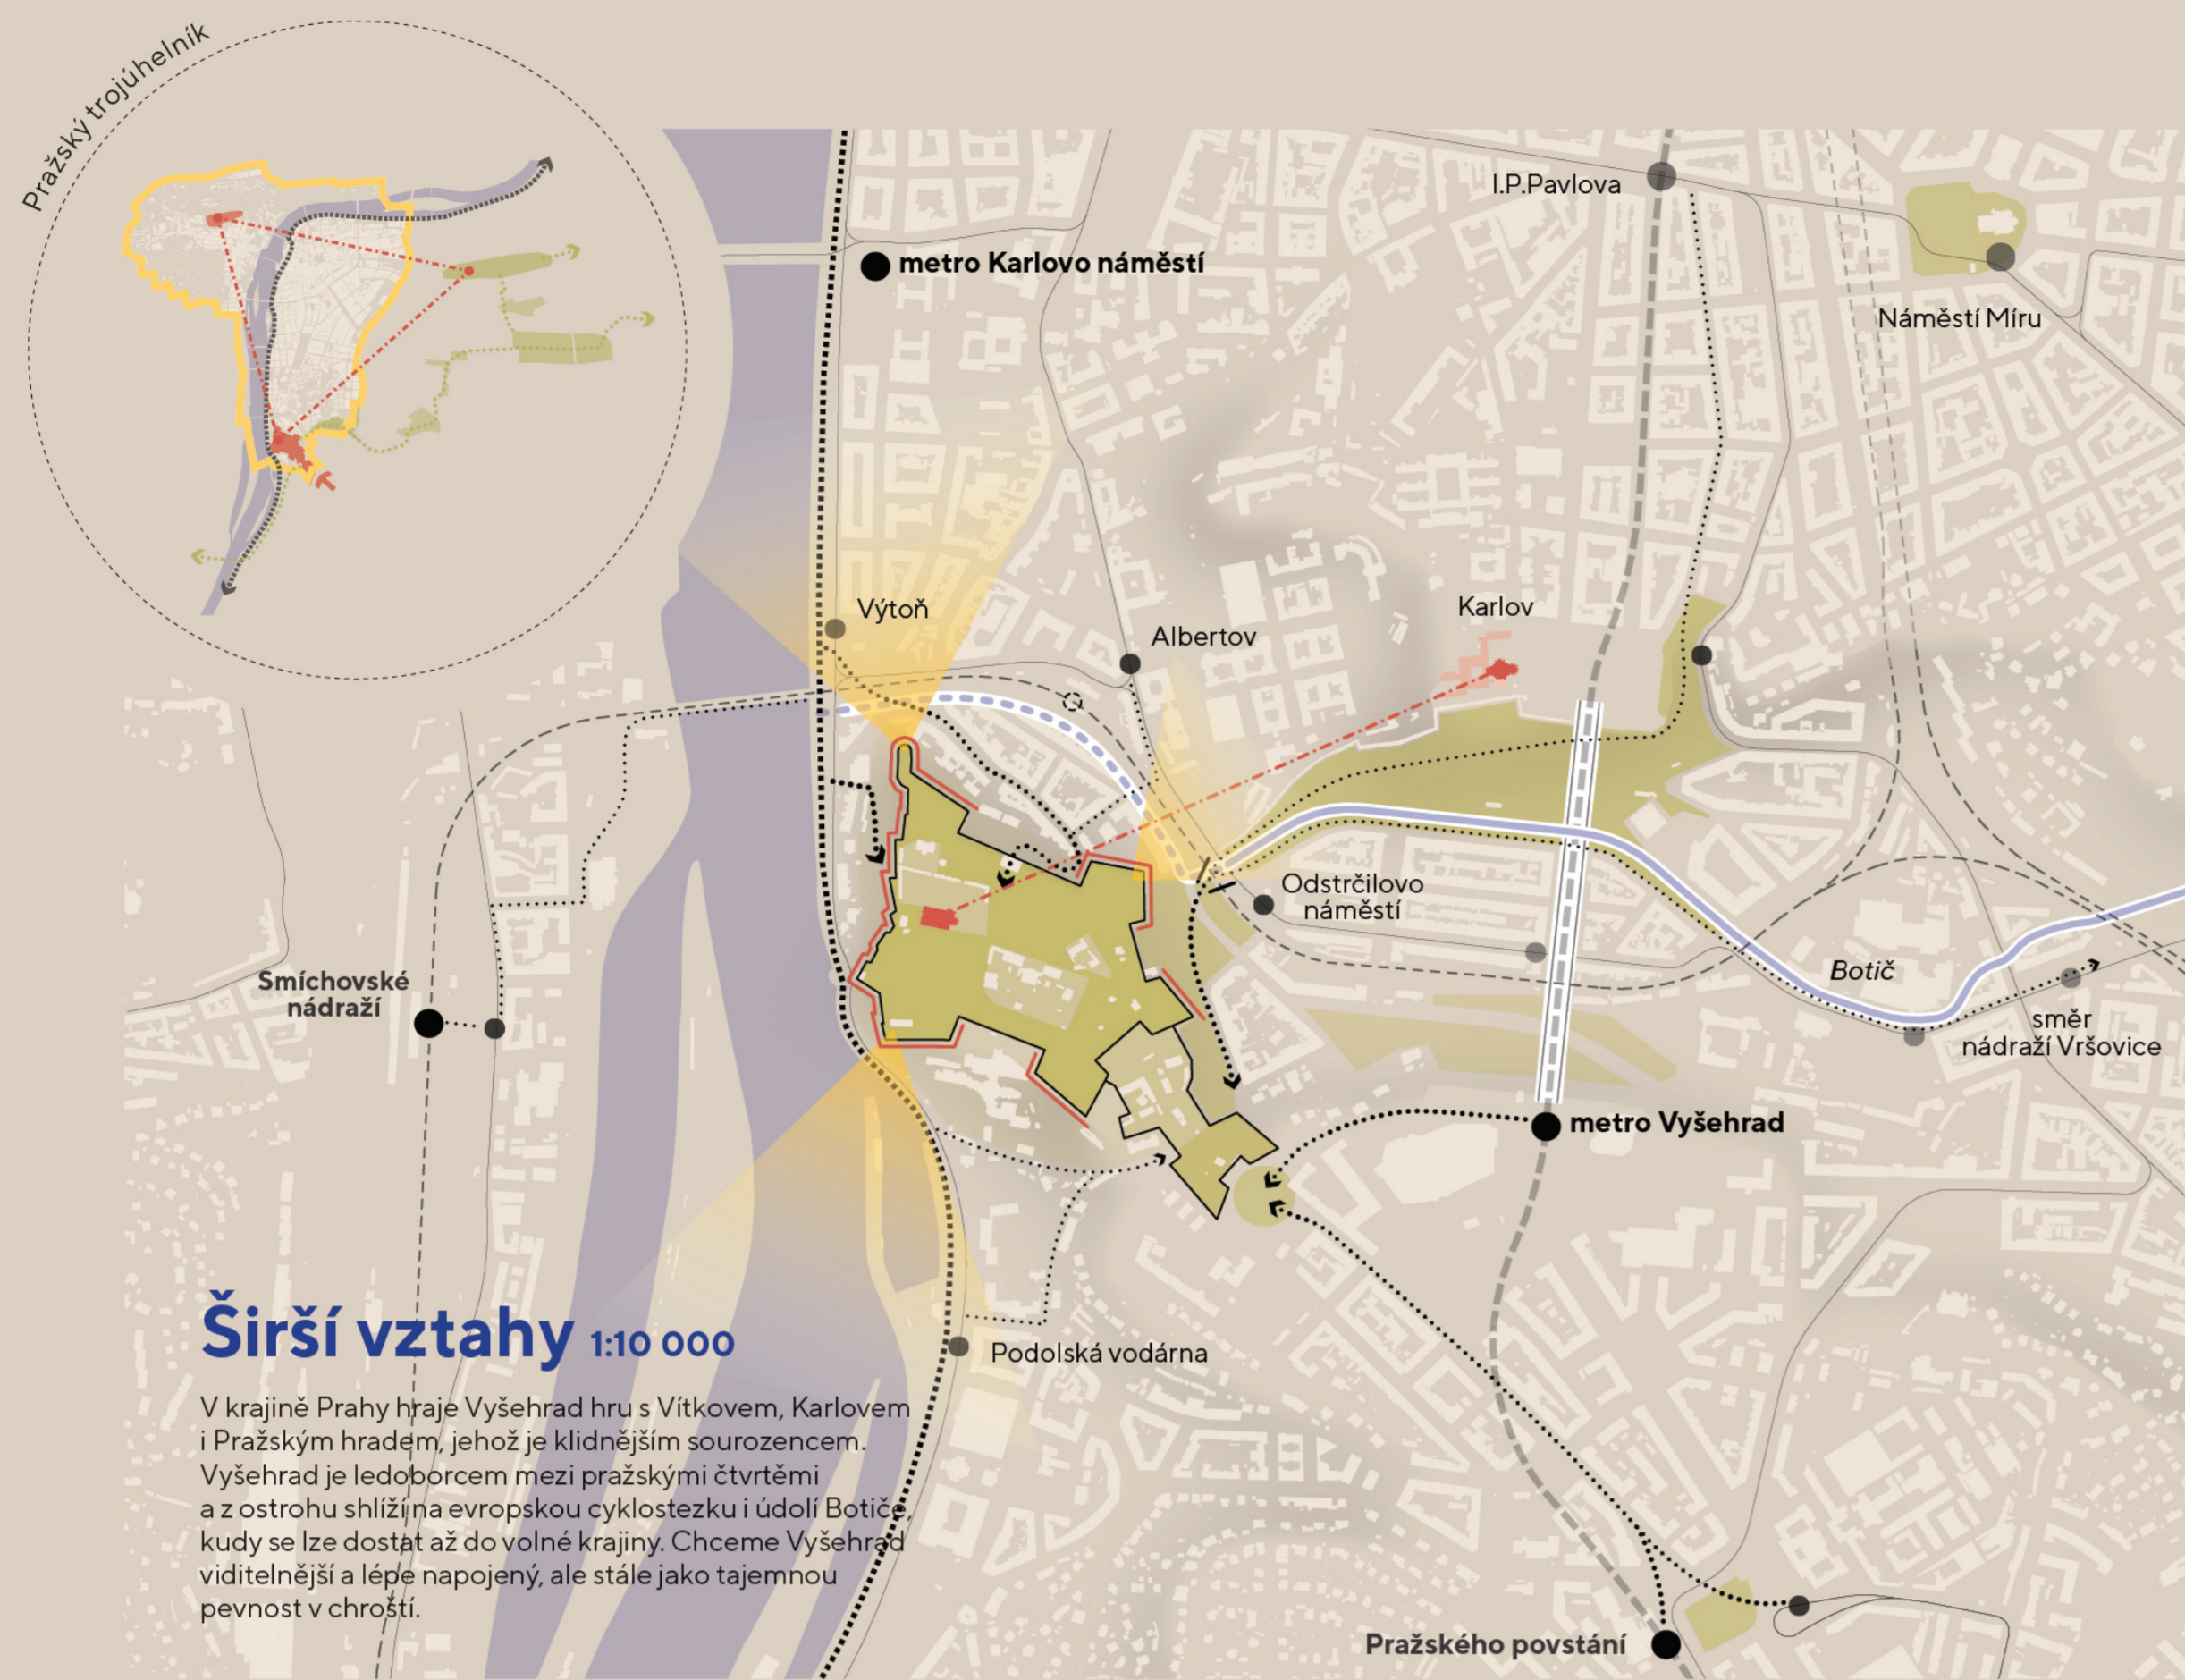 Pražský trojúhelník
I.P.Pavlova
metro Karlovo náměstí
Náměstí Míru
Výtoň
Albertov
Karlov
Odstrčilovo
náměstí
Smíchovské
nádraží
Botič
směr
nádraží Vršovice
metro Vyšehrad
Podolská vodárna
Širší vztahy 1:10 000
V krajině Prahy hraje Vyšehrad hru s Vítkovem, Karlovem
i Pražským hradem, jehož je klidnějším sourozencem.
Vyšehrad je ledoborcem mezi pražskými čtvrtěmi
a z ostrohu shlíží na evropskou cyklostezku i údolí Botiče,
kudy se lze dostat až do volné krajiny. Chceme Vyšehrad
viditelnější a lépe napojený, ale stále jako tajemnou
pevnost v chroští.
Pražského povstání